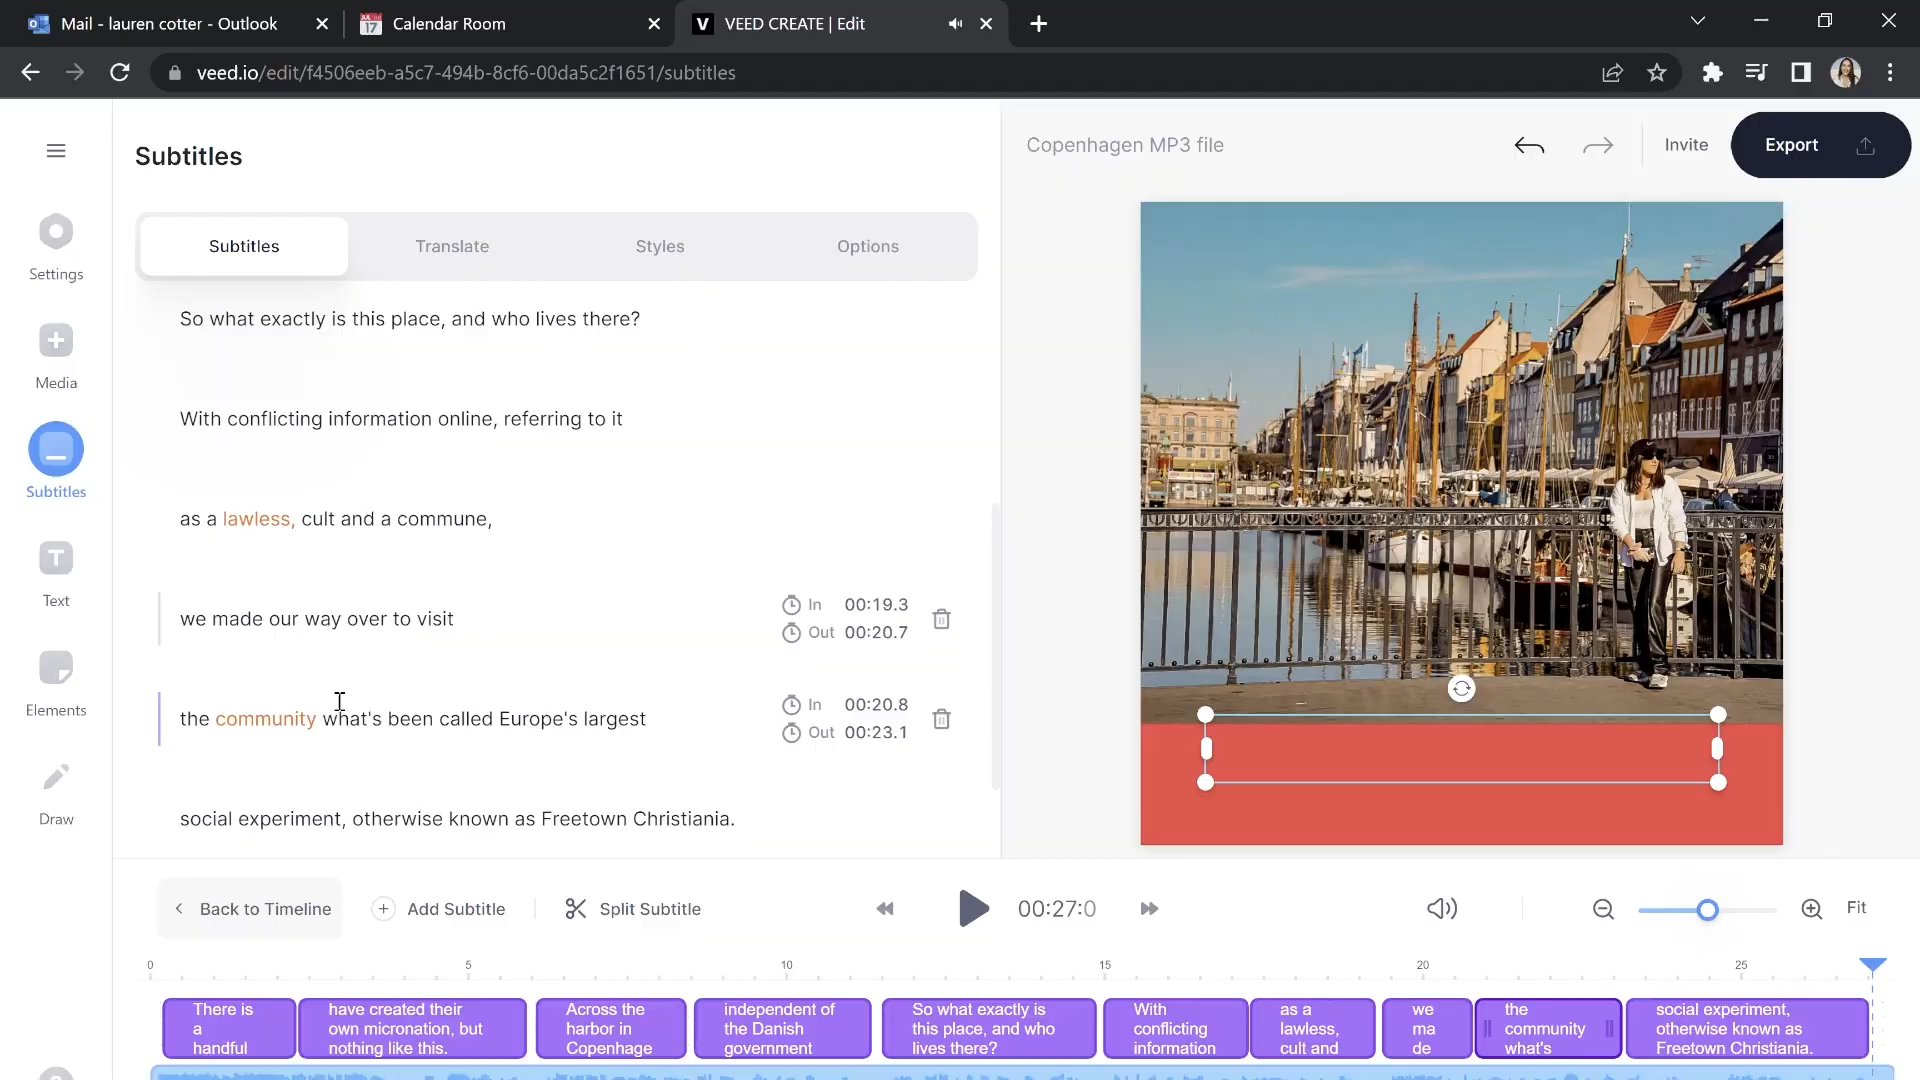 Mail - lauren cotter - Outlook
JUL 17
Calendar Room
V
VEED CREATE | Edit
veed.io/edit/f4506eeb-a5c7-494b-8cf6-00da5c2f1651/subtitles
Subtitles
Copenhagen MP3 file
Invite
Export
Settings
Media
Subtitles
T
Text
Elements
Draw
Subtitles
Translate
Styles
Options
So what exactly is this place, and who lives there?
With conflicting information online, referring to it
as a lawless, cult and a commune,
we made our way over to visit
In 00:19.3
Out 00:20.7
the community what's been called Europe's largest
In 00:20.8
Out 00:23.1
social experiment, otherwise known as Freetown Christiania.
Back to Timeline
Add Subtitle
Split Subtitle
00:27:0
Fit
0
5
10
15
20
25
There is
a
handful
have created their
own micronation, but
nothing like this.
Across the
harbor in
Copenhage
independent of
the Danish
government
So what exactly is
this place, and who
lives there?
With
conflicting
information
as a
lawless,
cult and
we
ma
de
the
community
what's
social experiment,
otherwise known as
Freetown Christiania.